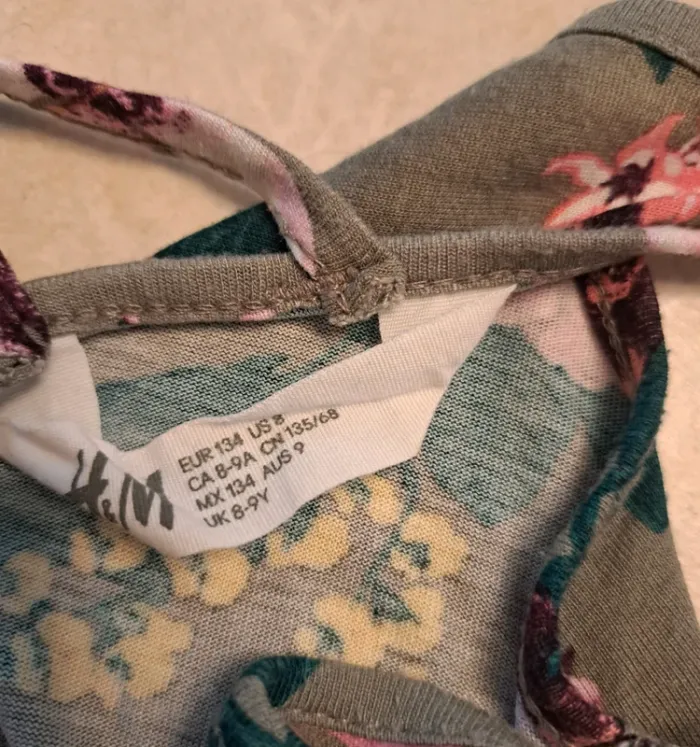 H&M
EUR 134 US 8
CA 8-9A CN 135/68
MX 134 AUS 9
UK 8-9Y